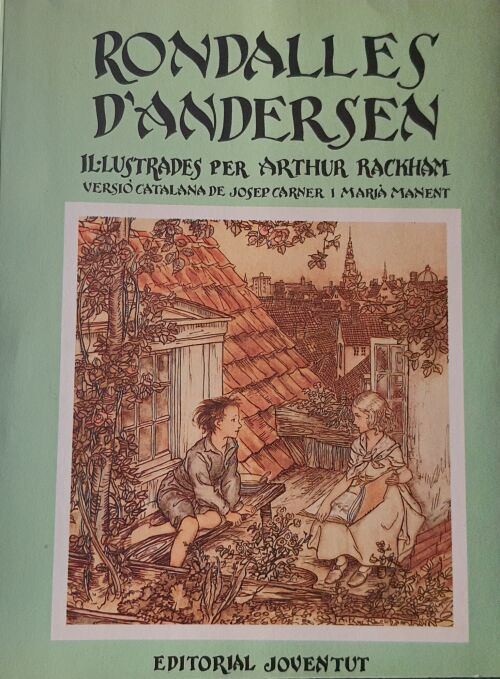 RONDALLES
D'ANDERSEN
IL·LUSTRADES PER ARTHUR RACKHAM
VERSIÓ CATALANA DE JOSEP CARNER I MARIÀ MANENT
EDITORIAL JOVENTUT